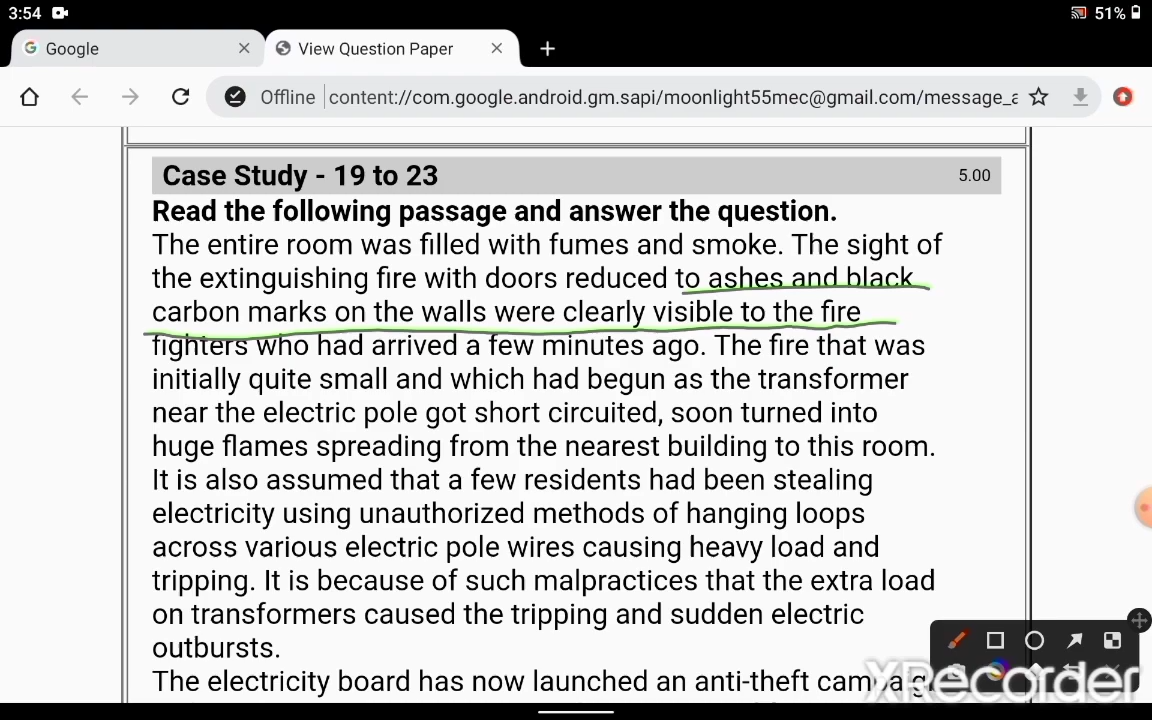 3:54
51%
Google
View Question Paper
Offline content://com.google.android.gm.sapi/moonlight55mec@gmail.com/message_a
Case Study - 19 to 23
5.00
Read the following passage and answer the question.
The entire room was filled with fumes and smoke. The sight of
the extinguishing fire with doors reduced to ashes and black
carbon marks on the walls were clearly visible to the fire
fighters who had arrived a few minutes ago. The fire that was
initially quite small and which had begun as the transformer
near the electric pole got short circuited, soon turned into
huge flames spreading from the nearest building to this room.
It is also assumed that a few residents had been stealing
electricity using unauthorized methods of hanging loops
across various electric pole wires causing heavy load and
tripping. It is because of such malpractices that the extra load
on transformers caused the tripping and sudden electric
outbursts.
The electricity board has now launched an anti-theft campaign
XRecorder